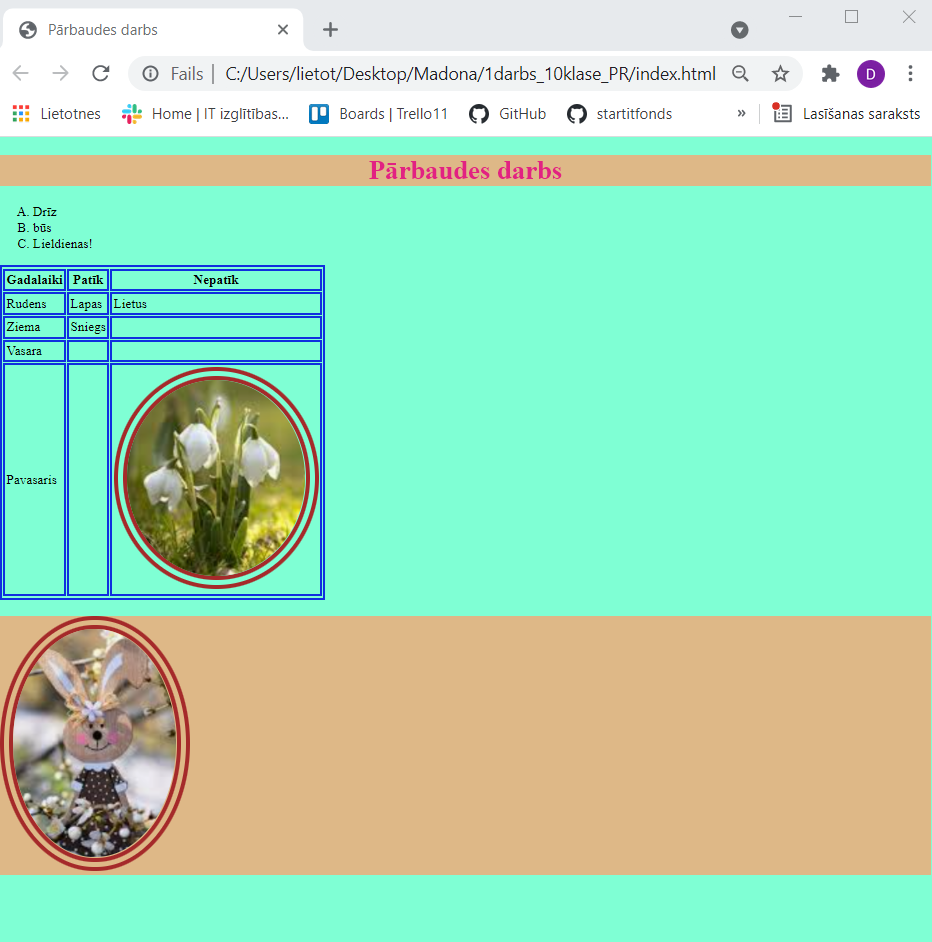 Pārbaudes darbs
Fails | C:/Users/lietot/Desktop/Madona/1darbs_10klase_PR/index.html D
Lietotnes Home | IT izglītības... Boards | Trello11 GitHub startitfonds » Lasīšanas saraksts
Pārbaudes darbs
A. Drīz
B. būs
C. Lieldienas!
Gadalaiki Patīk Nepatīk
Rudens Lapas Lietus
Ziema Sniegs
Vasara
Pavasaris